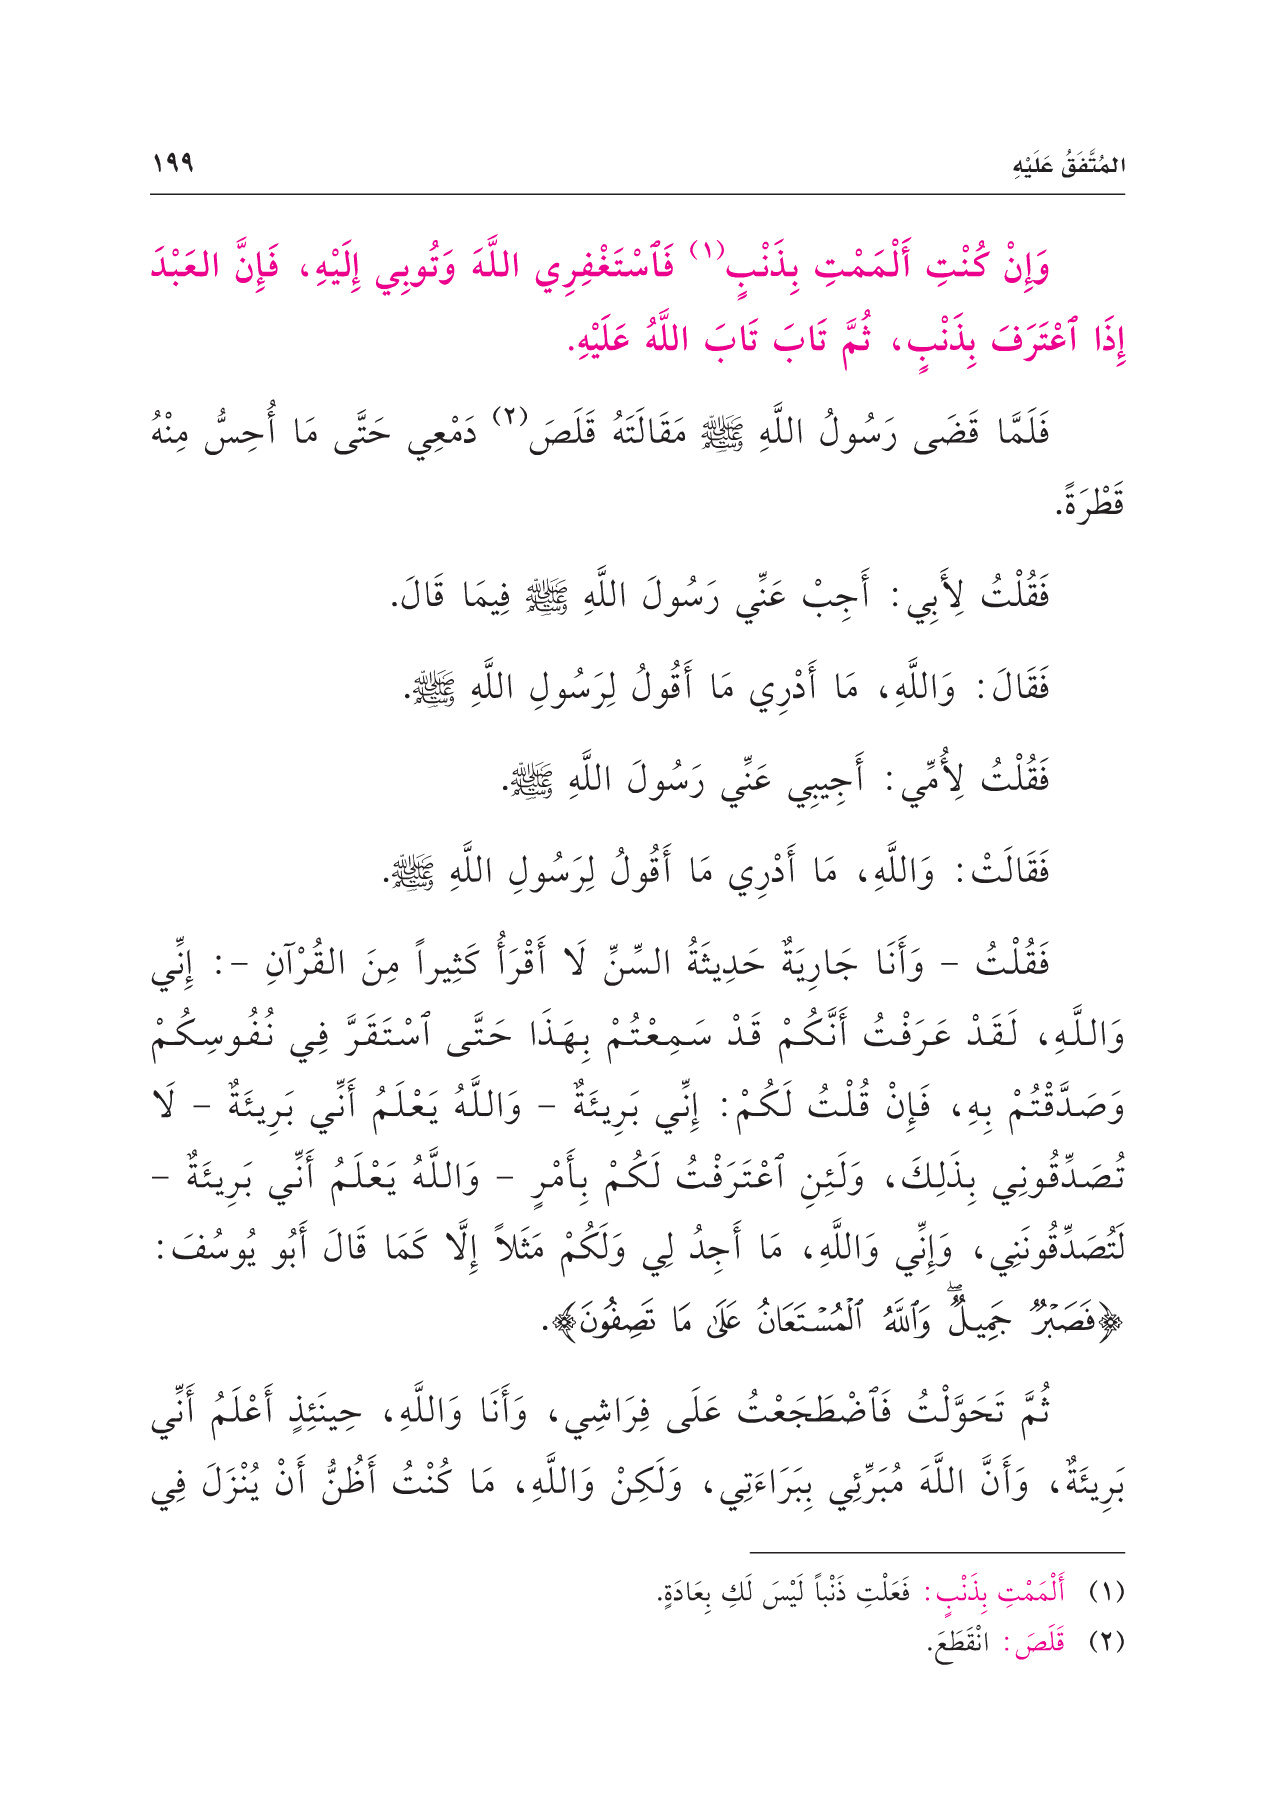 المُتَّفَقُ عَلَيْهِ ١٩٩
وَإِنْ كُنْتِ أَلْمَمْتِ بِذَنْبٍ(١) فَٱسْتَغْفِرِي اللَّهَ وَتُوبِي إِلَيْهِ، فَإِنَّ العَبْدَ
إِذَا ٱعْتَرَفَ بِذَنْبٍ، ثُمَّ تَابَ تَابَ اللَّهُ عَلَيْهِ.
فَلَمَّا قَضَى رَسُولُ اللَّهِ ﷺ مَقَالَتَهُ قَلَصَ(٢) دَمْعِي حَتَّى مَا أُحِسُّ مِنْهُ
قَطْرَةً.
فَقُلْتُ لِأَبِي: أَجِبْ عَنِّي رَسُولَ اللَّهِ ﷺ فِيمَا قَالَ.
فَقَالَ: وَاللَّهِ، مَا أَدْرِي مَا أَقُولُ لِرَسُولِ اللَّهِ ﷺ.
فَقُلْتُ لِأُمِّي: أَجِيبِي عَنِّي رَسُولَ اللَّهِ ﷺ.
فَقَالَتْ: وَاللَّهِ، مَا أَدْرِي مَا أَقُولُ لِرَسُولِ اللَّهِ ﷺ.
فَقُلْتُ – وَأَنَا جَارِيَةٌ حَدِيثَةُ السِّنِّ لَا أَقْرَأُ كَثِيراً مِنَ القُرْآنِ –: إِنِّي
وَاللَّهِ، لَقَدْ عَرَفْتُ أَنَّكُمْ قَدْ سَمِعْتُمْ بِهَذَا حَتَّى ٱسْتَقَرَّ فِي نُفُوسِكُمْ
وَصَدَّقْتُمْ بِهِ، فَإِنْ قُلْتُ لَكُمْ: إِنِّي بَرِيئَةٌ – وَاللَّهُ يَعْلَمُ أَنِّي بَرِيئَةٌ – لَا
تُصَدِّقُونِي بِذَلِكَ، وَلَئِنِ ٱعْتَرَفْتُ لَكُمْ بِأَمْرٍ – وَاللَّهُ يَعْلَمُ أَنِّي بَرِيئَةٌ –
لَتُصَدِّقُونَنِي، وَإِنِّي وَاللَّهِ، مَا أَجِدُ لِي وَلَكُمْ مَثَلاً إِلَّا كَمَا قَالَ أَبُو يُوسُفَ:
﴿فَصَبْرٌ جَمِيلٌۖ وَٱللَّهُ ٱلْمُسْتَعَانُ عَلَىٰ مَا تَصِفُونَ﴾.
ثُمَّ تَحَوَّلْتُ فَٱضْطَجَعْتُ عَلَى فِرَاشِي، وَأَنَا وَاللَّهِ، حِينَئِذٍ أَعْلَمُ أَنِّي
بَرِيئَةٌ، وَأَنَّ اللَّهَ مُبَرِّئِي بِبَرَاءَتِي، وَلَكِنْ وَاللَّهِ، مَا كُنْتُ أَظُنُّ أَنْ يُنْزَلَ فِي
(١) أَلْمَمْتِ بِذَنْبٍ: فَعَلْتِ ذَنْباً لَيْسَ لَكِ بِعَادَةٍ.
(٢) قَلَصَ: انْقَطَعَ.